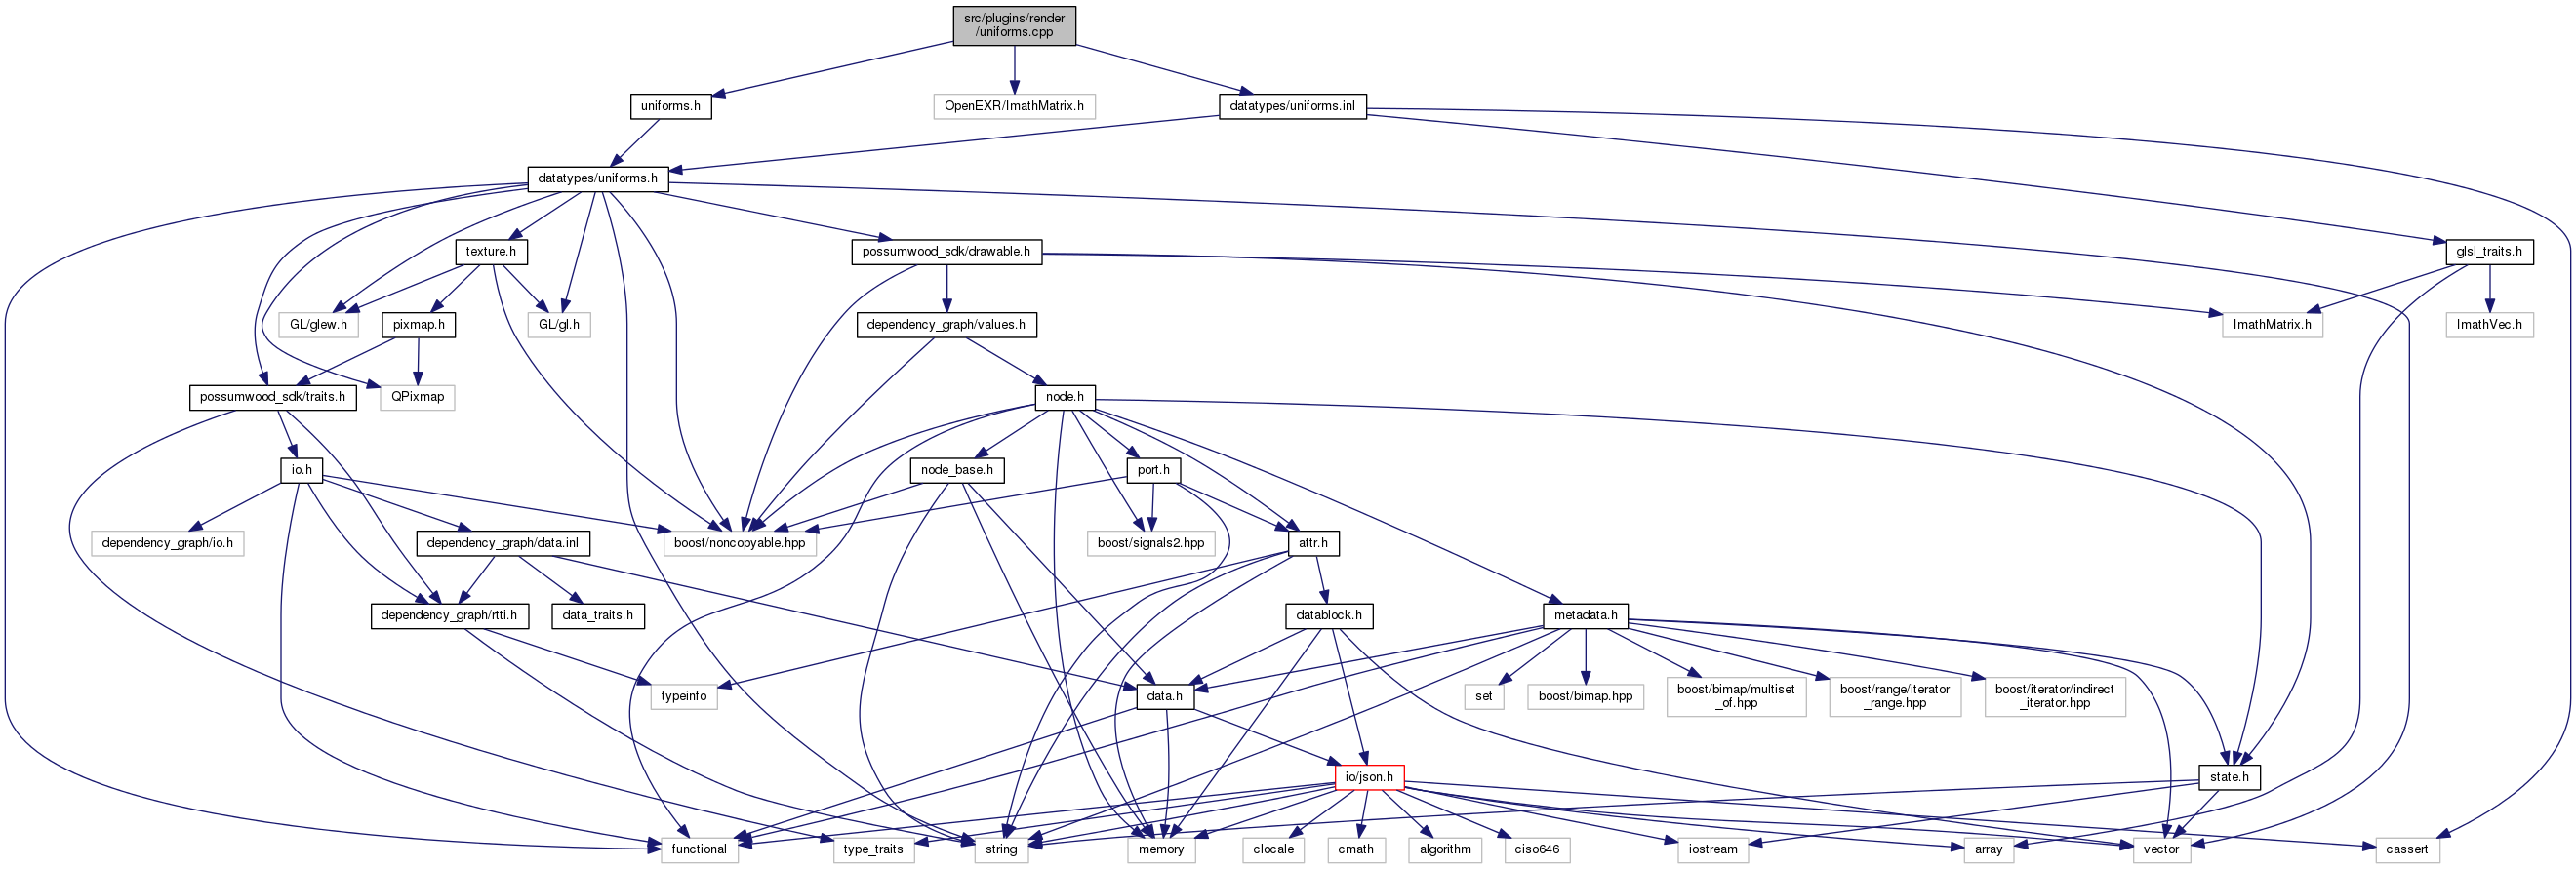 src/plugins/render
/uniforms.cpp
uniforms.h
OpenEXR/ImathMatrix.h
datatypes/uniforms.inl
datatypes/uniforms.h
texture.h
possumwood_sdk/drawable.h
glsl_traits.h
GL/glew.h
pixmap.h
GL/gl.h
dependency_graph/values.h
ImathMatrix.h
ImathVec.h
possumwood_sdk/traits.h
QPixmap
node.h
io.h
node_base.h
port.h
dependency_graph/io.h
dependency_graph/data.inl
boost/noncopyable.hpp
boost/signals2.hpp
attr.h
dependency_graph/rtti.h
data_traits.h
datablock.h
metadata.h
typeinfo
data.h
set
boost/bimap.hpp
boost/bimap/multiset
_of.hpp
boost/range/iterator
_range.hpp
boost/iterator/indirect
_iterator.hpp
io/json.h
state.h
functional
type_traits
string
memory
clocale
cmath
algorithm
ciso646
iostream
array
vector
cassert